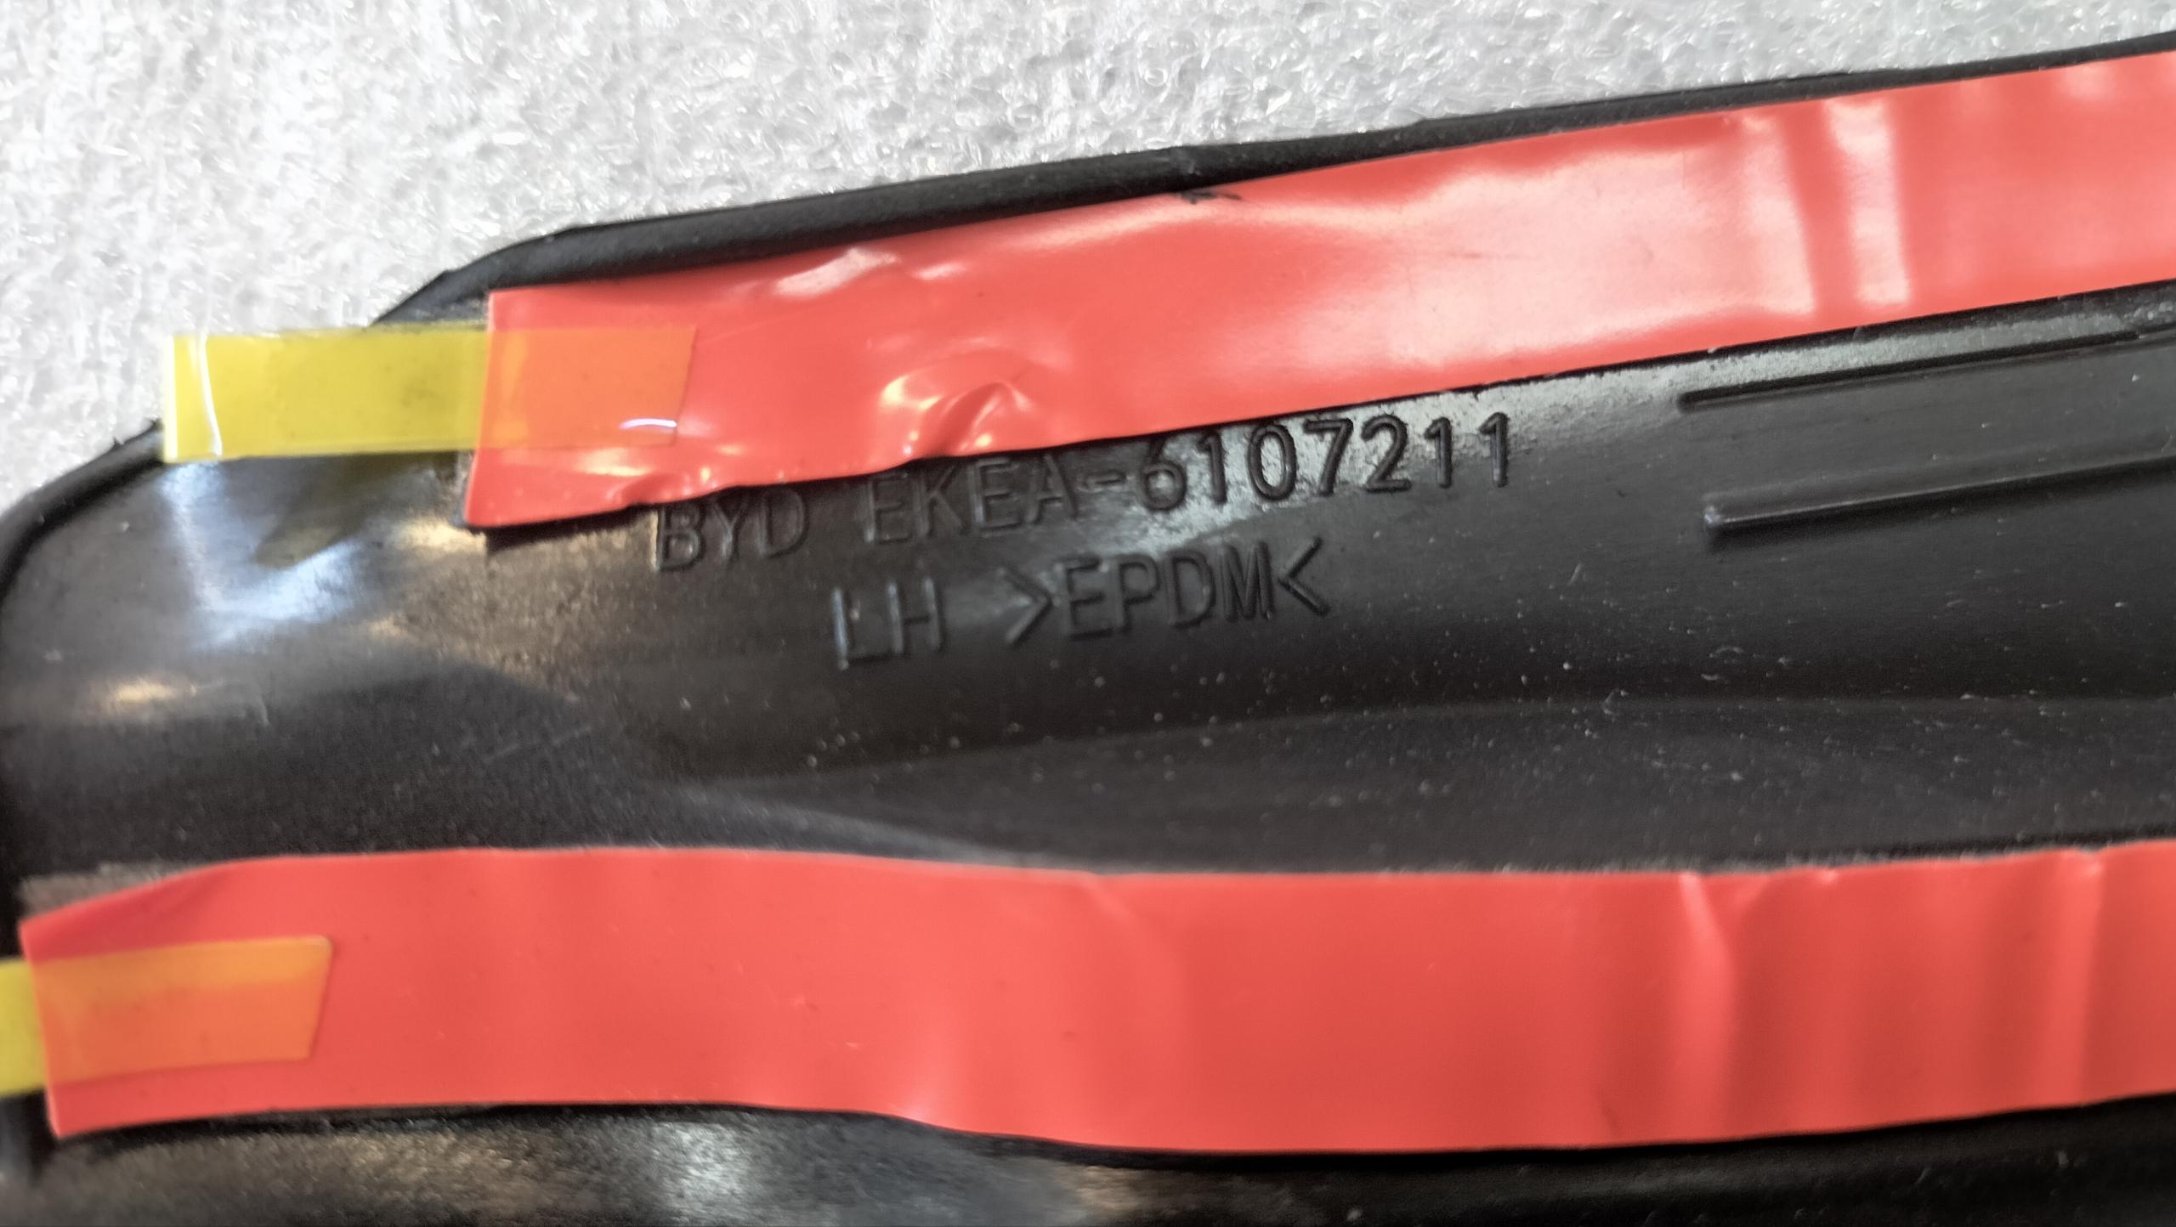 BYD EKEA-6107211
LH >EPDM<